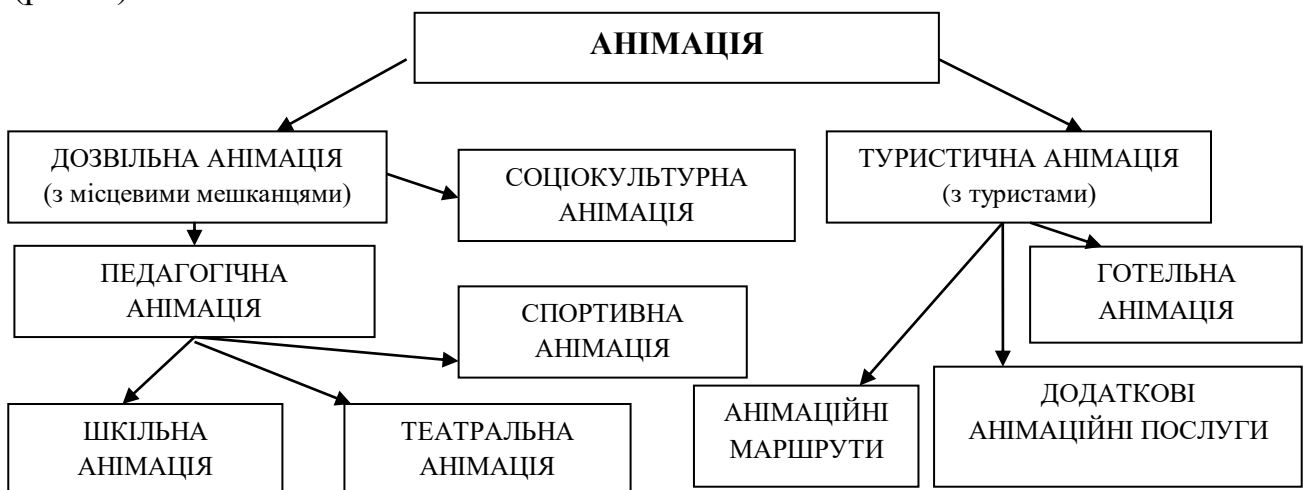 АНІМАЦІЯ
ДОЗВІЛЬНА АНІМАЦІЯ
(з місцевими мешканцями)
СОЦІОКУЛЬТУРНА
АНІМАЦІЯ
ТУРИСТИЧНА АНІМАЦІЯ
(з туристами)
ПЕДАГОГІЧНА
АНІМАЦІЯ
ГОТЕЛЬНА
АНІМАЦІЯ
СПОРТИВНА
АНІМАЦІЯ
ШКІЛЬНА
АНІМАЦІЯ
ТЕАТРАЛЬНА
АНІМАЦІЯ
АНІМАЦІЙНІ
МАРШРУТИ
ДОДАТКОВІ
АНІМАЦІЙНІ ПОСЛУГИ